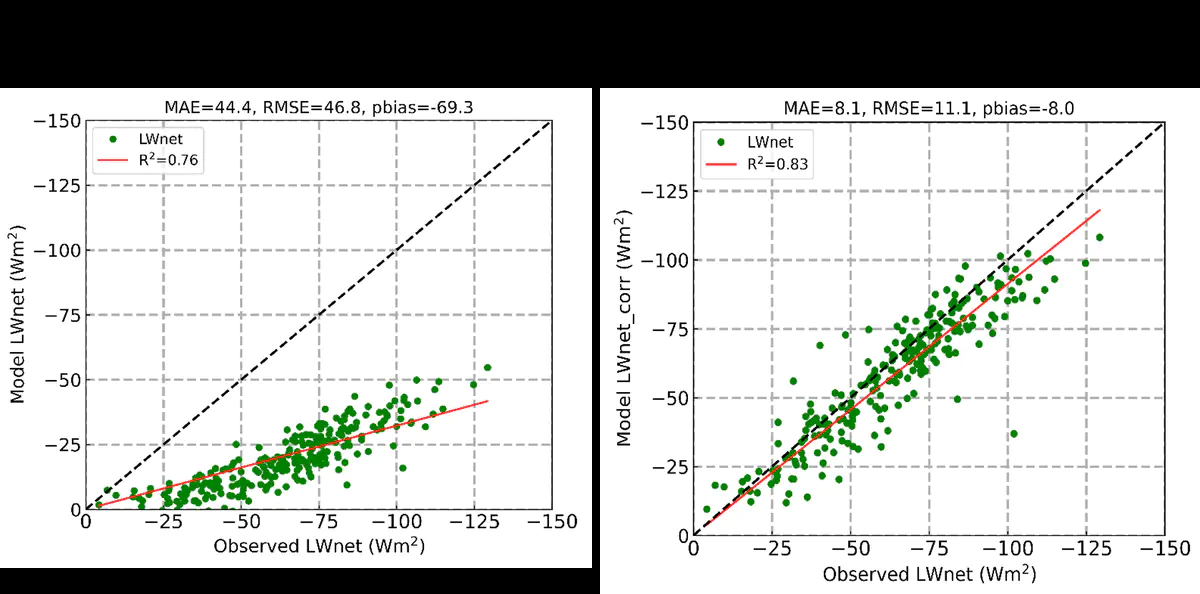 MAE=44.4, RMSE=46.8, pbias=-69.3
−150
−125
−100
−75
−50
−25
0
Model LWnet (Wm²)
LWnet
R²=0.76
0 −25 −50 −75 −100 −125 −150
Observed LWnet (Wm²)
MAE=8.1, RMSE=11.1, pbias=-8.0
−150
−125
−100
−75
−50
−25
0
Model LWnet_corr (Wm²)
LWnet
R²=0.83
0 −25 −50 −75 −100 −125 −150
Observed LWnet (Wm²)